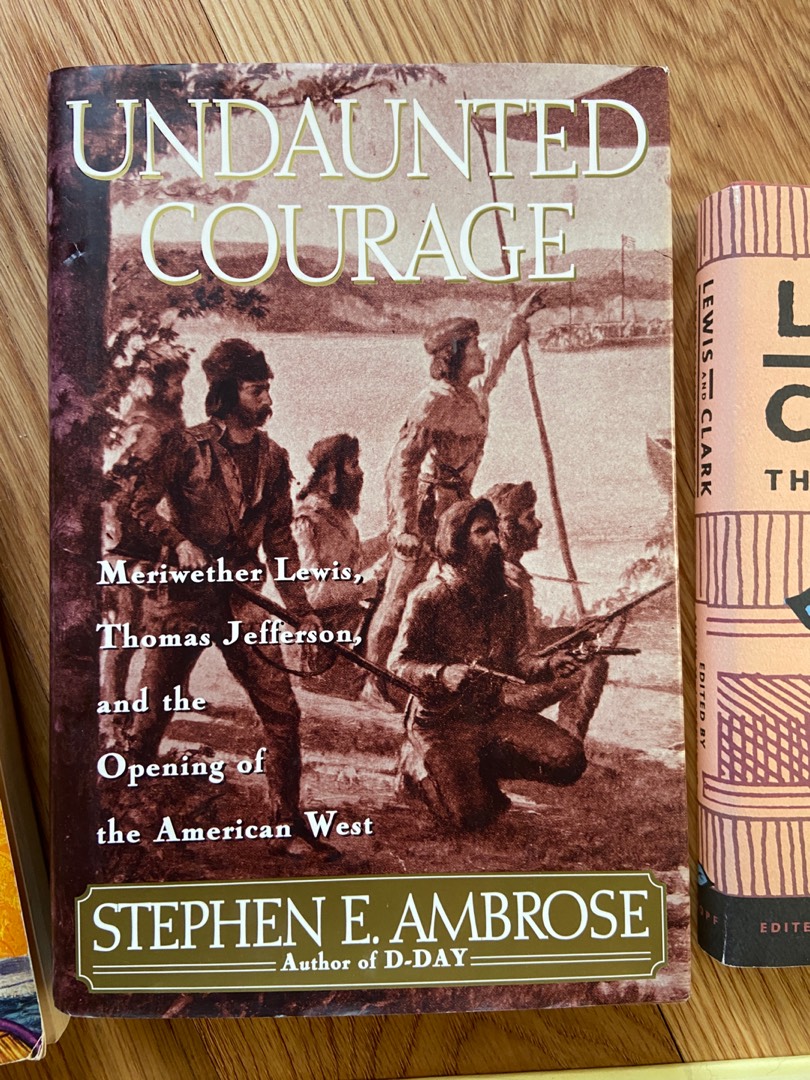 UNDAUNTED
COURAGE
Meriwether Lewis,
Thomas Jefferson,
and the
Opening of
the American West
STEPHEN E. AMBROSE
Author of D-DAY
LEWIS AND CLARK
EDITED BY
L
C
TH
EDITE